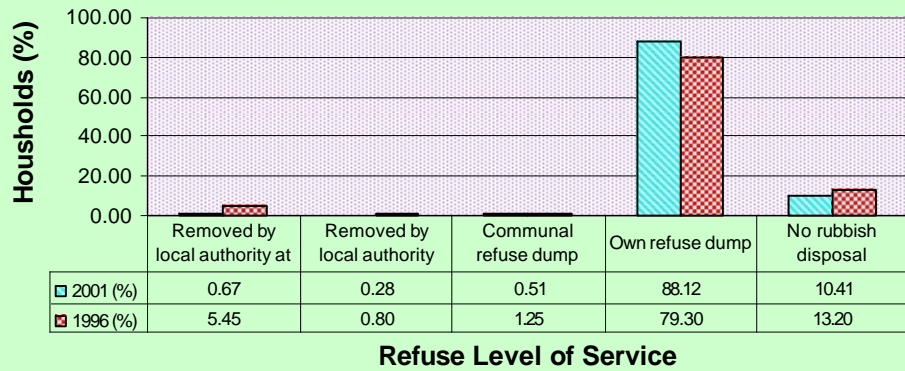 Housholds (%)
100.00
80.00
60.00
40.00
20.00
0.00
Removed by local authority at
Removed by local authority
Communal refuse dump
Own refuse dump
No rubbish disposal
2001 (%) 0.67 0.28 0.51 88.12 10.41
1996 (%) 5.45 0.80 1.25 79.30 13.20
Refuse Level of Service